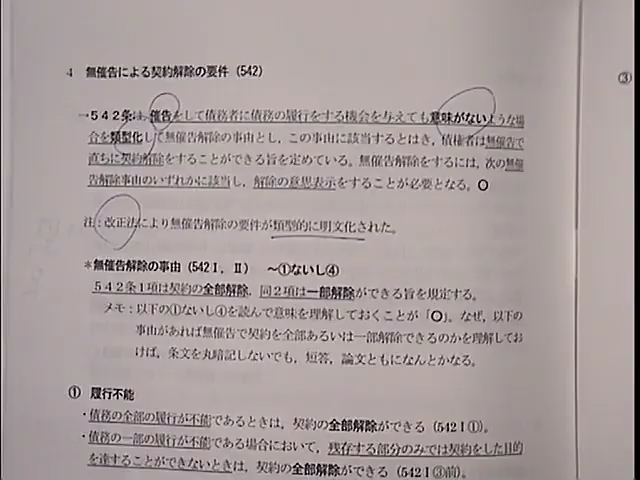 4 無催告による契約解除の要件（542）
→542条は，催告をして債務者に債務の履行をする機会を与えても意味がないような場
合を類型化して無催告解除の事由とし，この事由に該当するときは，債権者は無催告で
直ちに契約解除をすることができる旨を定めている。無催告解除をするには，次の無催
告解除事由のいずれかに該当し，解除の意思表示をすることが必要となる。○
注：改正法により無催告解除の要件が類型的に明文化された。
＊無催告解除の事由（542Ⅰ，Ⅱ） ～①ないし④
542条1項は契約の全部解除，同2項は一部解除ができる旨を規定する。
メモ：以下の①ないし④を読んで意味を理解しておくことが「○」。なぜ，以下の
事由があれば無催告で契約を全部あるいは一部解除できるのかを理解してお
けば，条文を丸暗記しないでも，短答，論文ともになんとかなる。
① 履行不能
・債務の全部の履行が不能であるときは，契約の全部解除ができる（542Ⅰ①）。
・債務の一部の履行が不能である場合において，残存する部分のみでは契約をした目的
を達することができないときは，契約の全部解除ができる（542Ⅰ③前）。
③